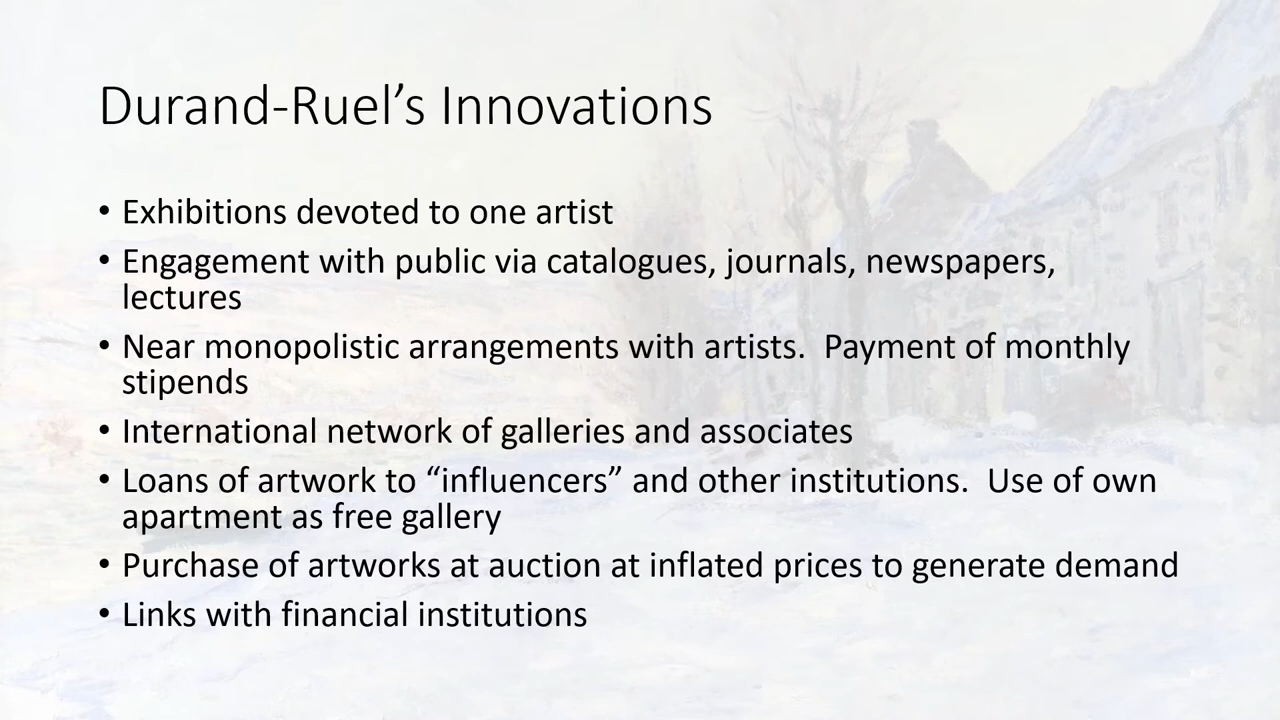 Durand-Ruel’s Innovations
• Exhibitions devoted to one artist
• Engagement with public via catalogues, journals, newspapers,
lectures
• Near monopolistic arrangements with artists.  Payment of monthly
stipends
• International network of galleries and associates
• Loans of artwork to “influencers” and other institutions.  Use of own
apartment as free gallery
• Purchase of artworks at auction at inflated prices to generate demand
• Links with financial institutions